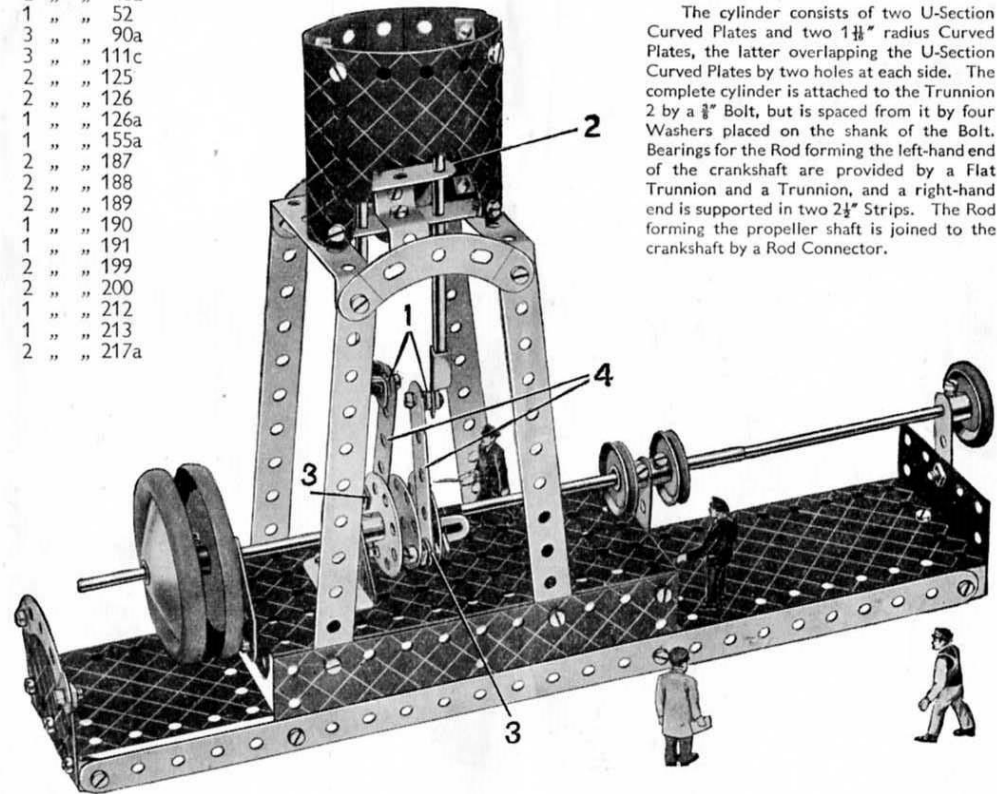 1 „ „ 52
3 „ „ 90a
3 „ „ 111c
2 „ „ 125
2 „ „ 126
1 „ „ 126a
1 „ „ 155a
2 „ „ 187
2 „ „ 188
2 „ „ 189
1 „ „ 190
1 „ „ 191
2 „ „ 199
2 „ „ 200
1 „ „ 212
1 „ „ 213
2 „ „ 217a
The cylinder consists of two U-Section
Curved Plates and two 1 11/16″ radius Curved
Plates, the latter overlapping the U-Section
Curved Plates by two holes at each side. The
complete cylinder is attached to the Trunnion
2 by a ⅜″ Bolt, but is spaced from it by four
Washers placed on the shank of the Bolt.
Bearings for the Rod forming the left-hand end
of the crankshaft are provided by a Flat
Trunnion and a Trunnion, and a right-hand
end is supported in two 2½″ Strips. The Rod
forming the propeller shaft is joined to the
crankshaft by a Rod Connector.
2
1
4
3
3